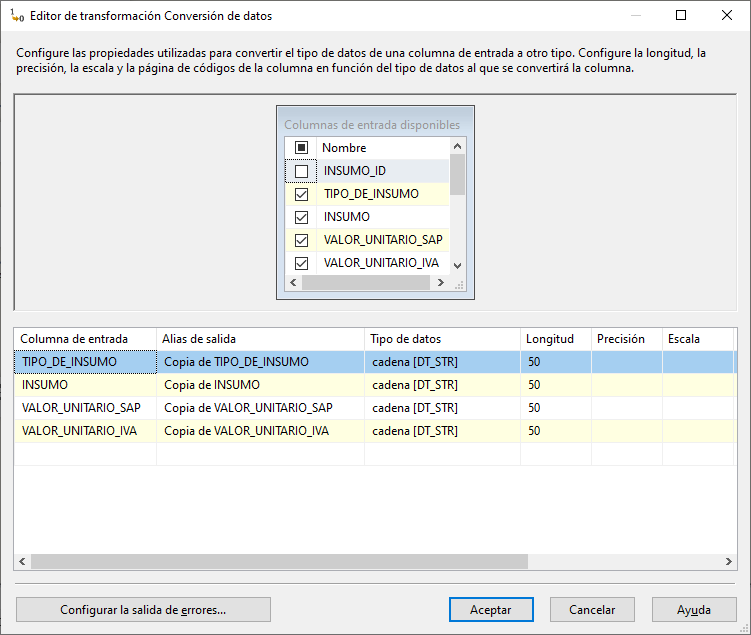 Editor de transformación Conversión de datos
Configure las propiedades utilizadas para convertir el tipo de datos de una columna de entrada a otro tipo. Configure la longitud, la
precisión, la escala y la página de códigos de la columna en función del tipo de datos al que se convertirá la columna.
Columnas de entrada disponibles
Nombre
INSUMO_ID
TIPO_DE_INSUMO
INSUMO
VALOR_UNITARIO_SAP
VALOR_UNITARIO_IVA
Columna de entrada Alias de salida Tipo de datos Longitud Precisión Escala
TIPO_DE_INSUMO Copia de TIPO_DE_INSUMO cadena [DT_STR] 50
INSUMO Copia de INSUMO cadena [DT_STR] 50
VALOR_UNITARIO_SAP Copia de VALOR_UNITARIO_SAP cadena [DT_STR] 50
VALOR_UNITARIO_IVA Copia de VALOR_UNITARIO_IVA cadena [DT_STR] 50
Configurar la salida de errores... Aceptar Cancelar Ayuda